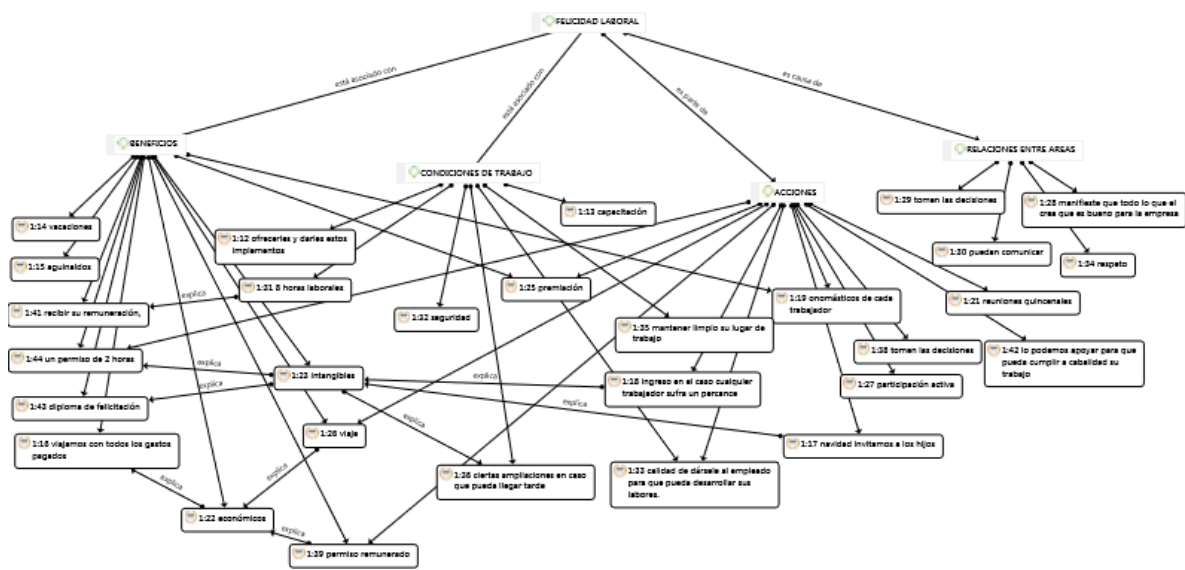 FELICIDAD LABORAL
está asociado con
está asociado con
es parte de
es causa de
BENEFICIOS
CONDICIONES DE TRABAJO
ACCIONES
RELACIONES ENTRE AREAS
1:14 vacaciones
1:15 aguinaldos
1:41 recibir su remuneración,
1:44 un permiso de 2 horas
1:43 diploma de felicitación
1:16 viajamos con todos los gastos
pagados
1:12 ofrecerles y darles estos
implementos
1:31 8 horas laborales
explica
1:13 capacitación
1:32 seguridad
1:25 premiación
1:35 mantener limpio su lugar de
trabajo
1:19 onomásticos de cada
trabajador
1:29 tomen las decisiones
1:28 manifieste que todo lo que el
crea que es bueno para la empresa
1:30 puedan comunicar
1:34 respeto
1:21 reuniones quincenales
1:38 tomen las decisiones
1:42 lo podemos apoyar para que
pueda cumplir a cabalidad su
trabajo
1:27 participación activa
explica
explica
1:23 intangibles
explica
1:18 ingreso en el caso cualquier
trabajador sufra un percance
explica
1:17 navidad invitamos a los hijos
1:26 viaje
explica
1:36 ciertas ampliaciones en caso
que pueda llegar tarde
1:33 calidad de dársele al empleado
para que pueda desarrollar sus
labores.
explica
explica
1:22 económicos
explica
1:39 permiso remunerado